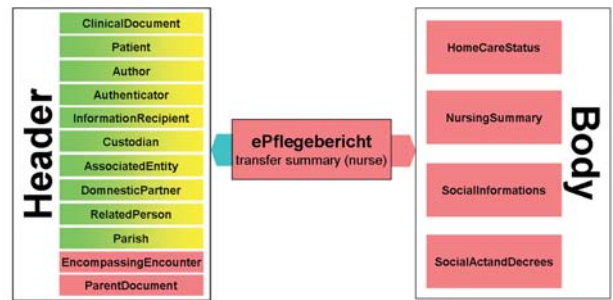 Header
ClinicalDocument
Patient
Author
Authenticator
InformationRecipient
Custodian
AssociatedEntity
DomnesticPartner
RelatedPerson
Parish
EncompassingEncounter
ParentDocument
ePflegebericht
transfer summary (nurse)
HomeCareStatus
NursingSummary
SocialInformations
SocialActandDecrees
Body